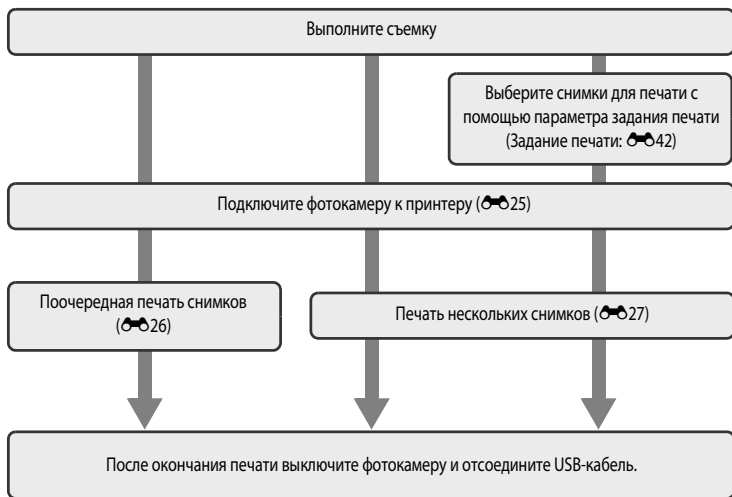 Выполните съемку
Выберите снимки для печати с
помощью параметра задания печати
(Задание печати: 42)
Подключите фотокамеру к принтеру (25)
Поочередная печать снимков
(26)
Печать нескольких снимков (27)
После окончания печати выключите фотокамеру и отсоедините USB-кабель.